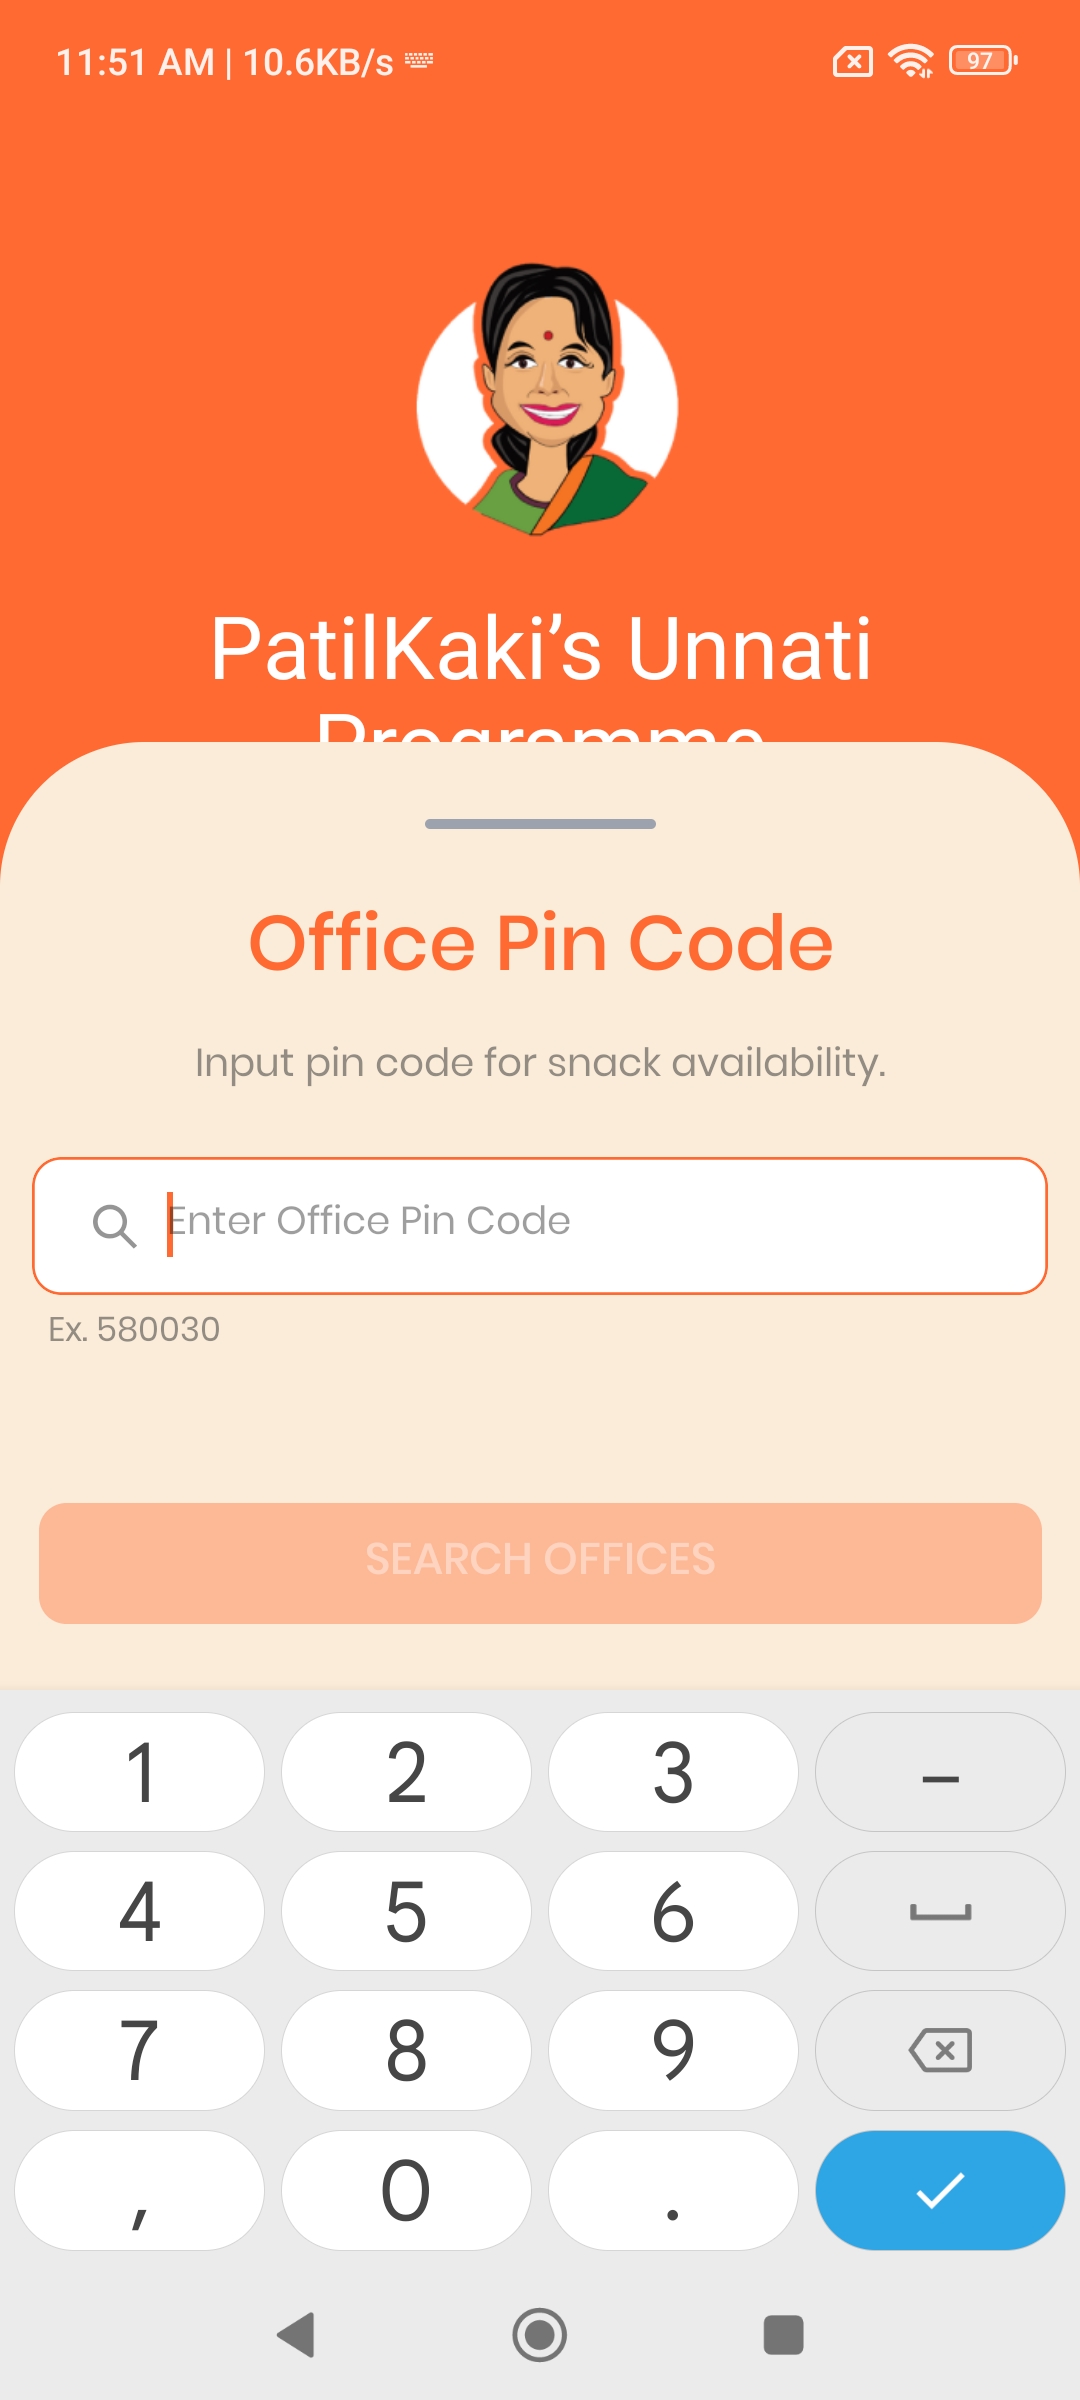 11:51 AM | 10.6KB/s
97
PatilKaki’s Unnati
Programme
Office Pin Code
Input pin code for snack availability.
Enter Office Pin Code
Ex. 580030
SEARCH OFFICES
1 2 3 –
4 5 6
7 8 9
, 0 .